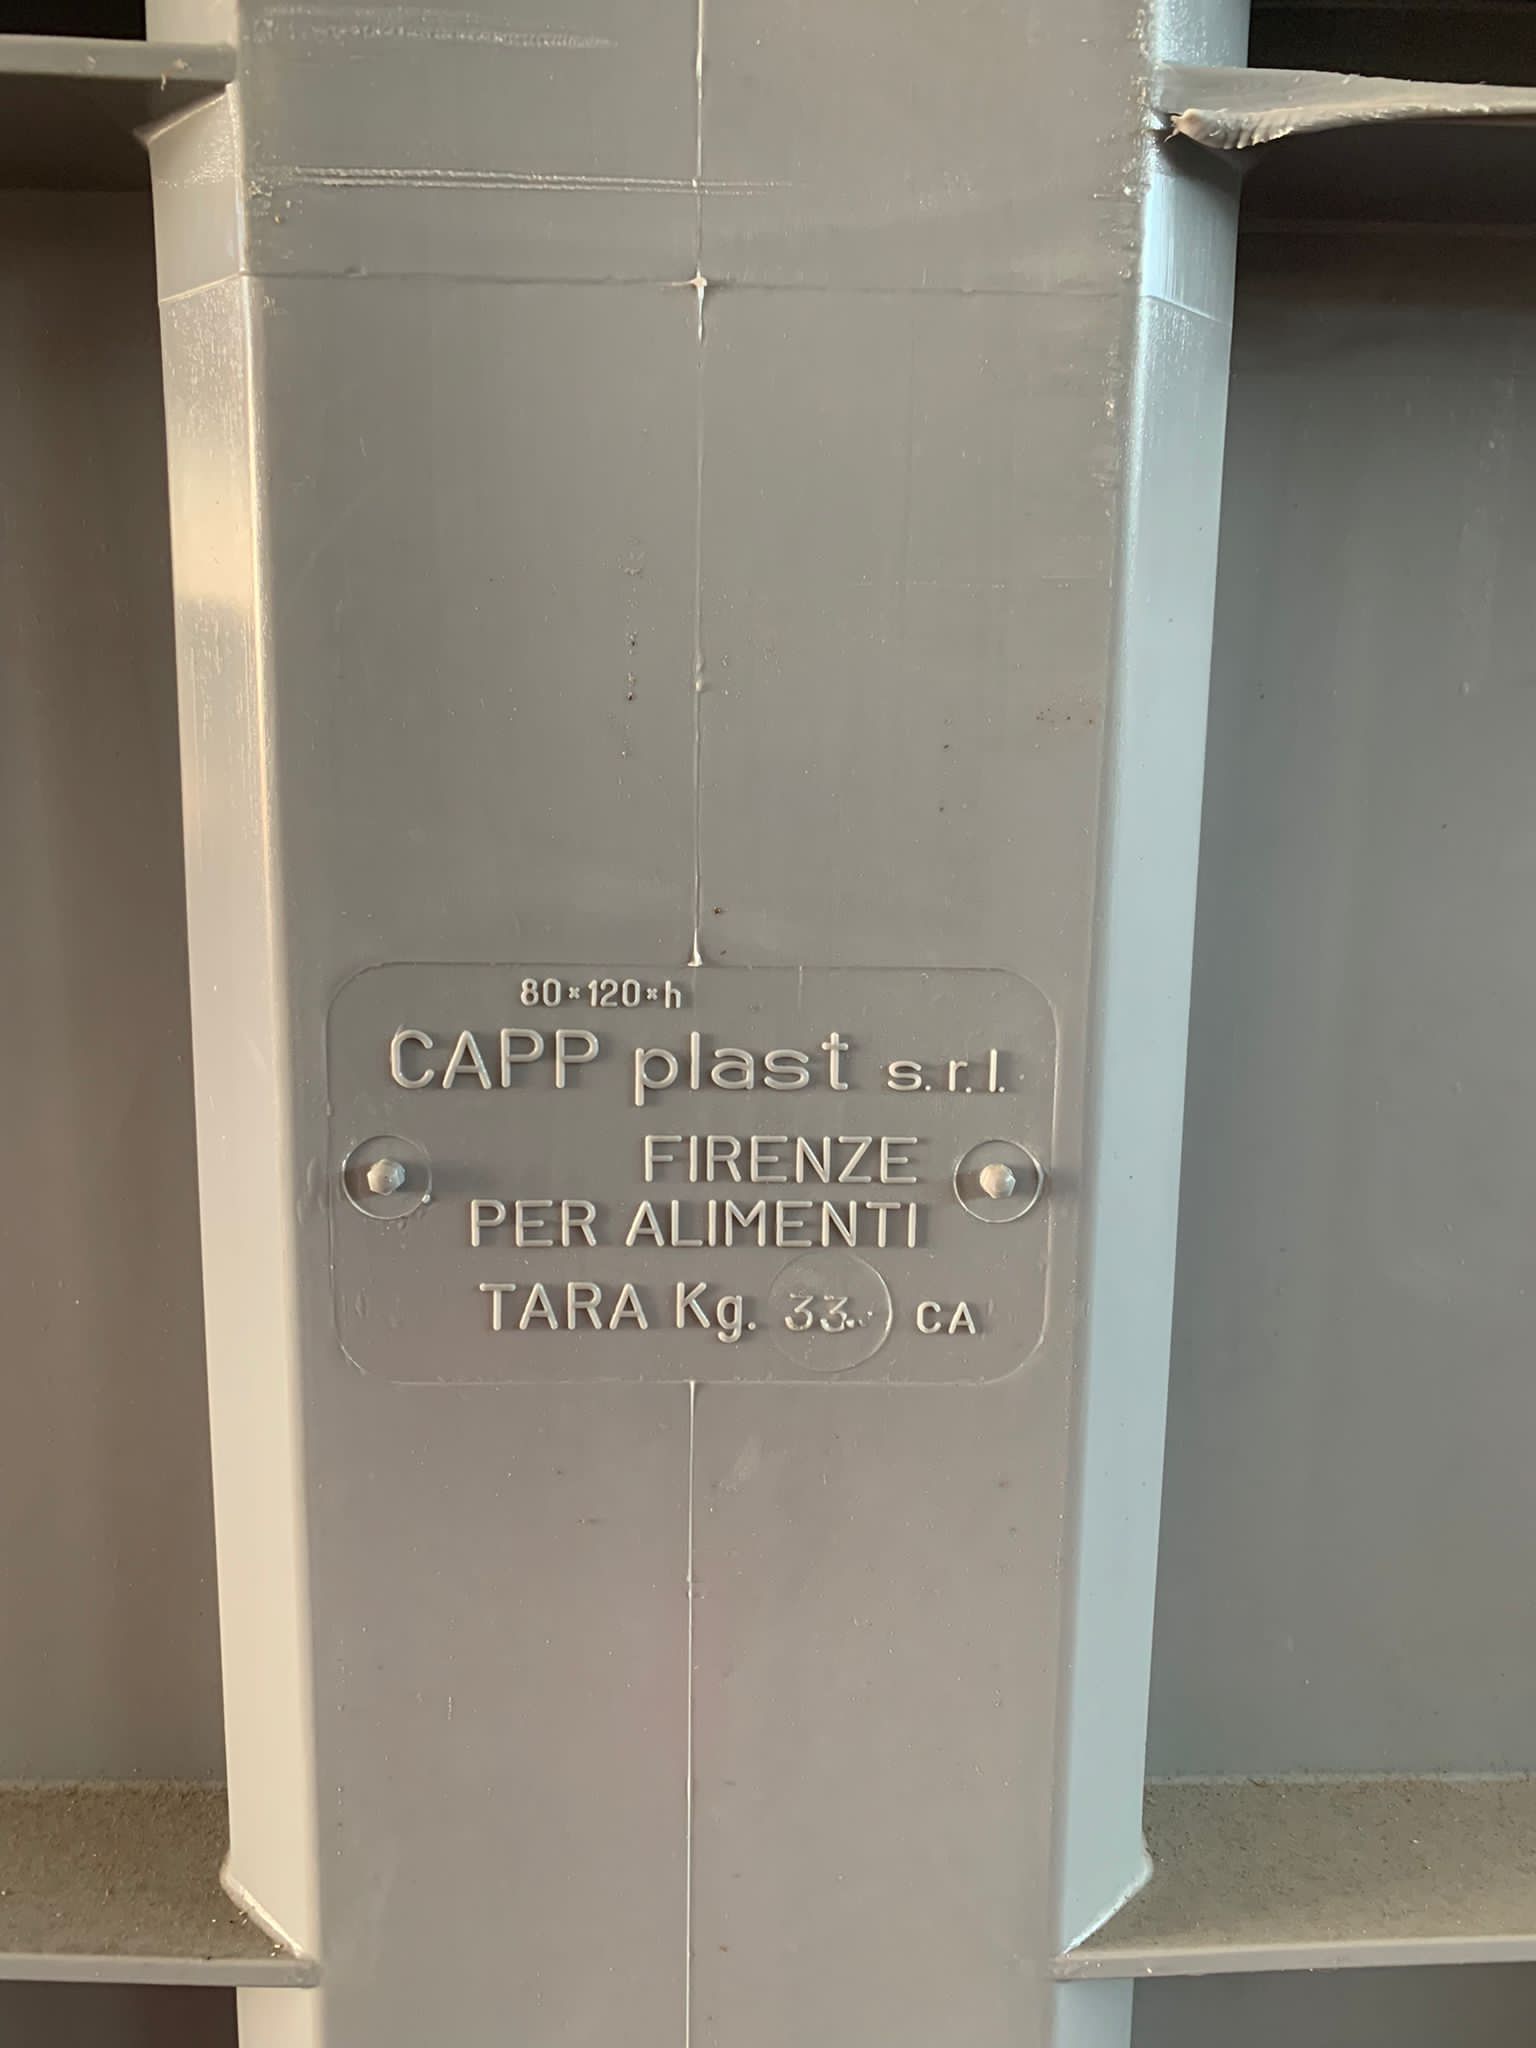 80×120×h
CAPP plast s.r.l.
FIRENZE
PER ALIMENTI
TARA Kg. 33 CA